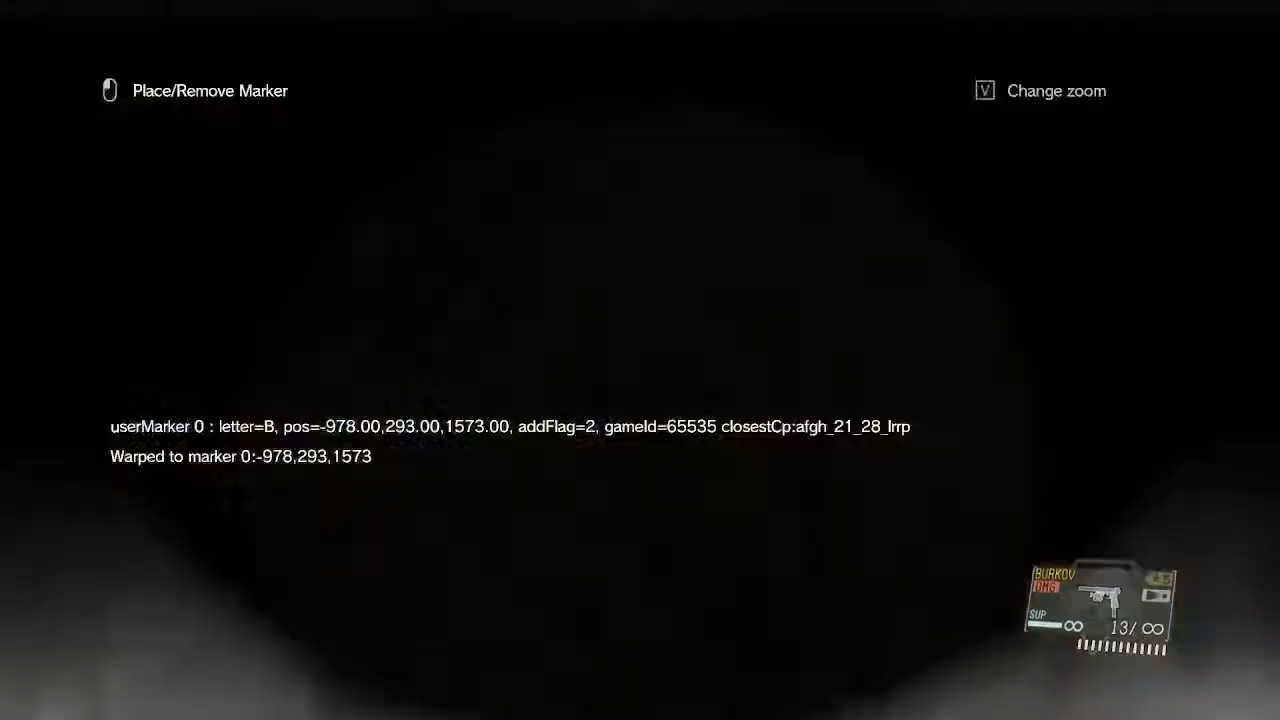 Place/Remove Marker
V Change zoom
userMarker 0 : letter=B, pos=-978.00,293.00,1573.00, addFlag=2, gameId=65535 closestCp:afgh_21_28_lrrp
Warped to marker 0:-978,293,1573
BURKOV
DMG
SUP
∞ 13/ ∞